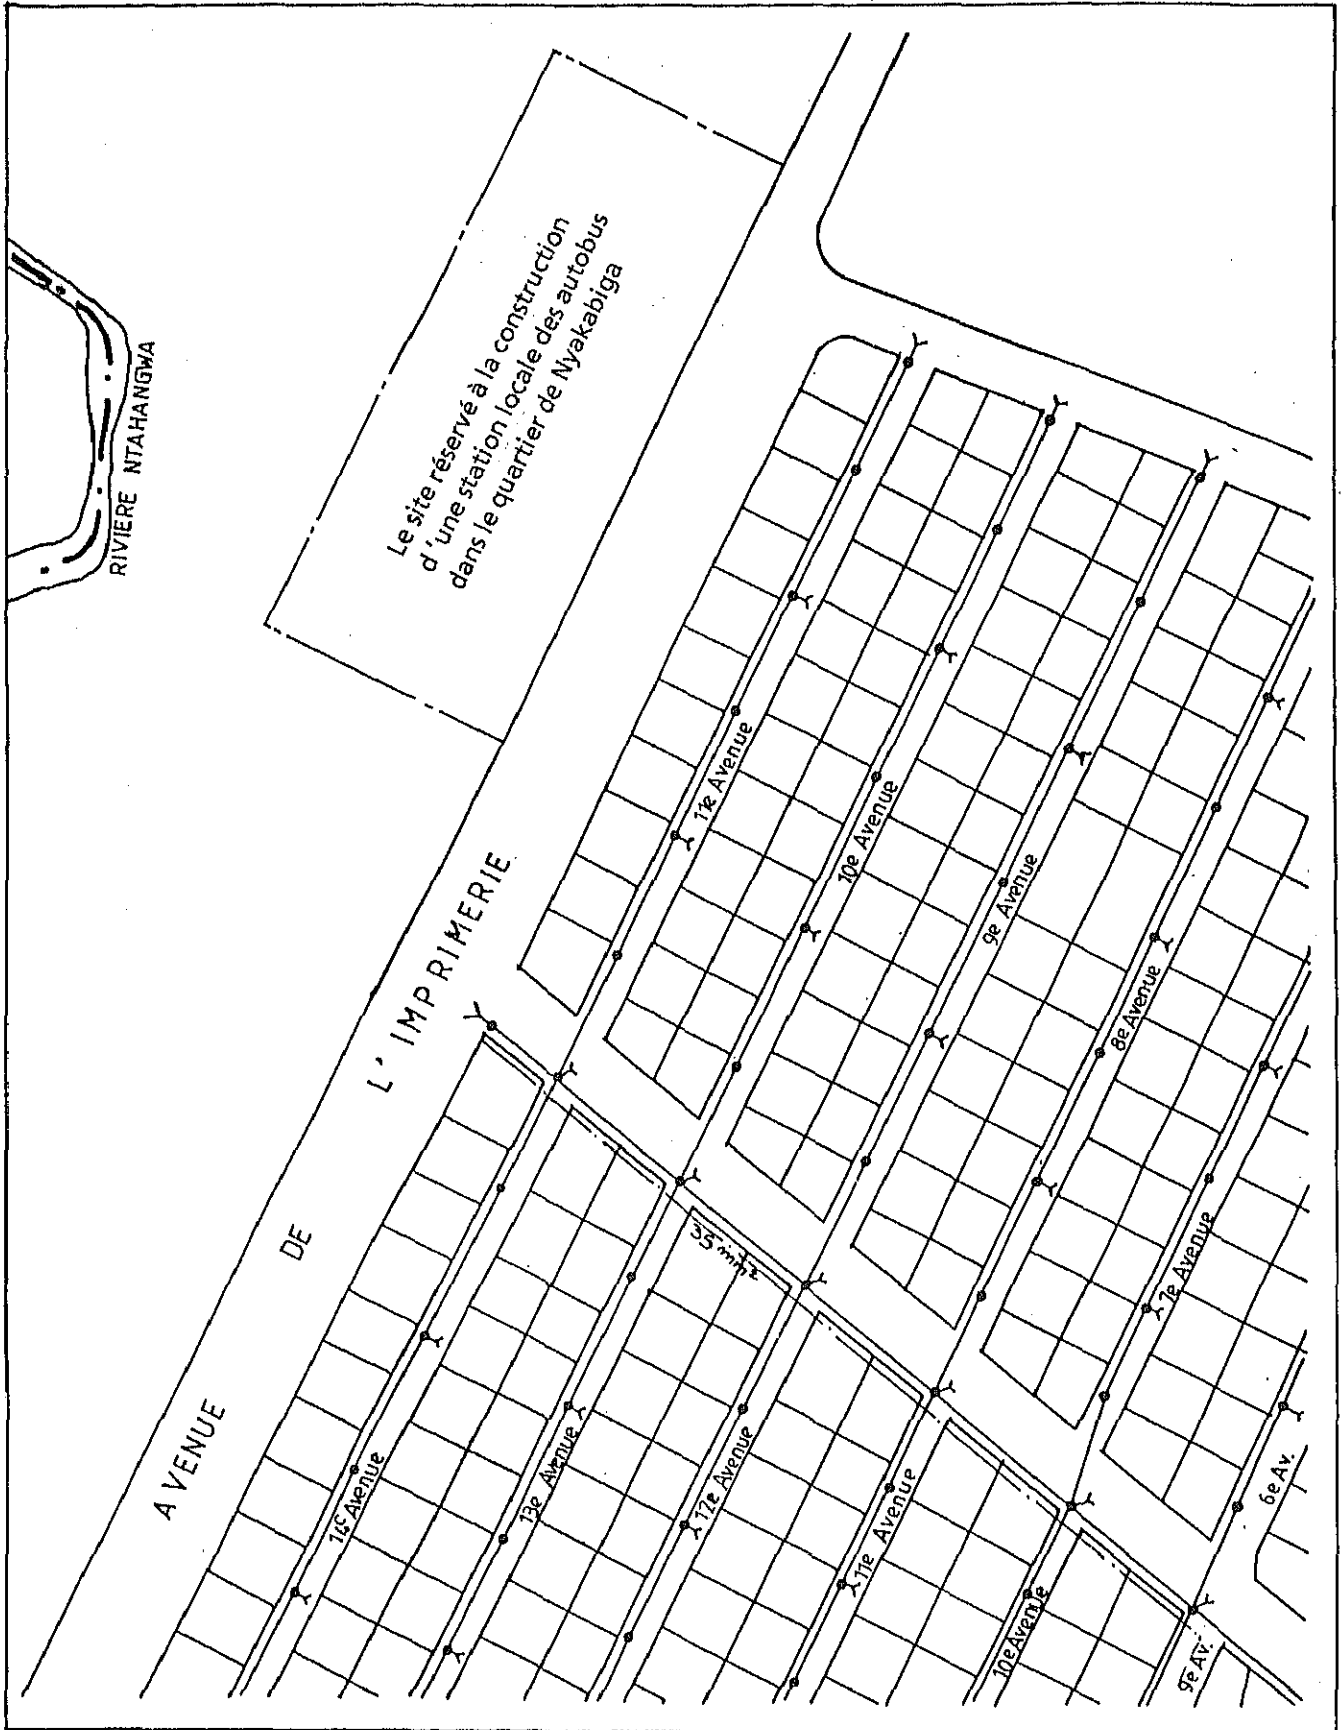 RIVIERE NTAHANGWA
Le site réservé à la construction
d'une station locale des autobus
dans le quartier de Nyakabiga
AVENUE DE L'IMPRIMERIE
11e Avenue
10e Avenue
9e Avenue
8e Avenue
7e Avenue
6e Av.
35 mm2
14e Avenue
13e Avenue
12e Avenue
11e Avenue
10e Avenue
9e Av.